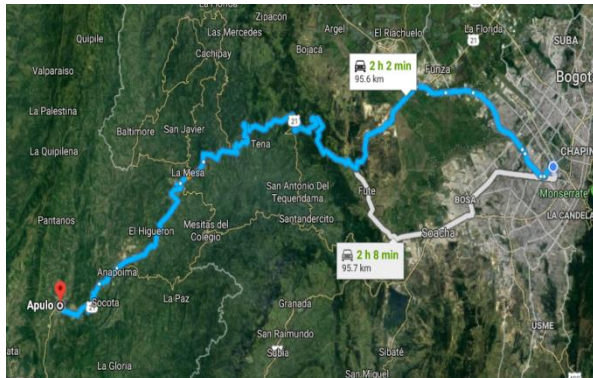 La Florida
Zipacón
Quipile
Las Mercedes
Argel
El Riachuelo
La Florida
21
SUBA
Cachipay
Bojacá
Valparaiso
2 h 2 min
95.6 km
Funza
Bogot
La Palestina
Baltimore
San Javier
21
La Quipilena
Tena
CHAPIN
La Mesa
Monserrate
San Antonio Del
Tequendama
Fute
BOSA
Pantanos
Mesitas del
Colegio
Santandercito
LA CANDELA
El Higueron
Soacha
2 h 8 min
95.7 km
Anapoima
Apulo
Socota
21
La Paz
Granada
USME
San Raimundo
Subia
Sibaté
La Gloria
San Miguel